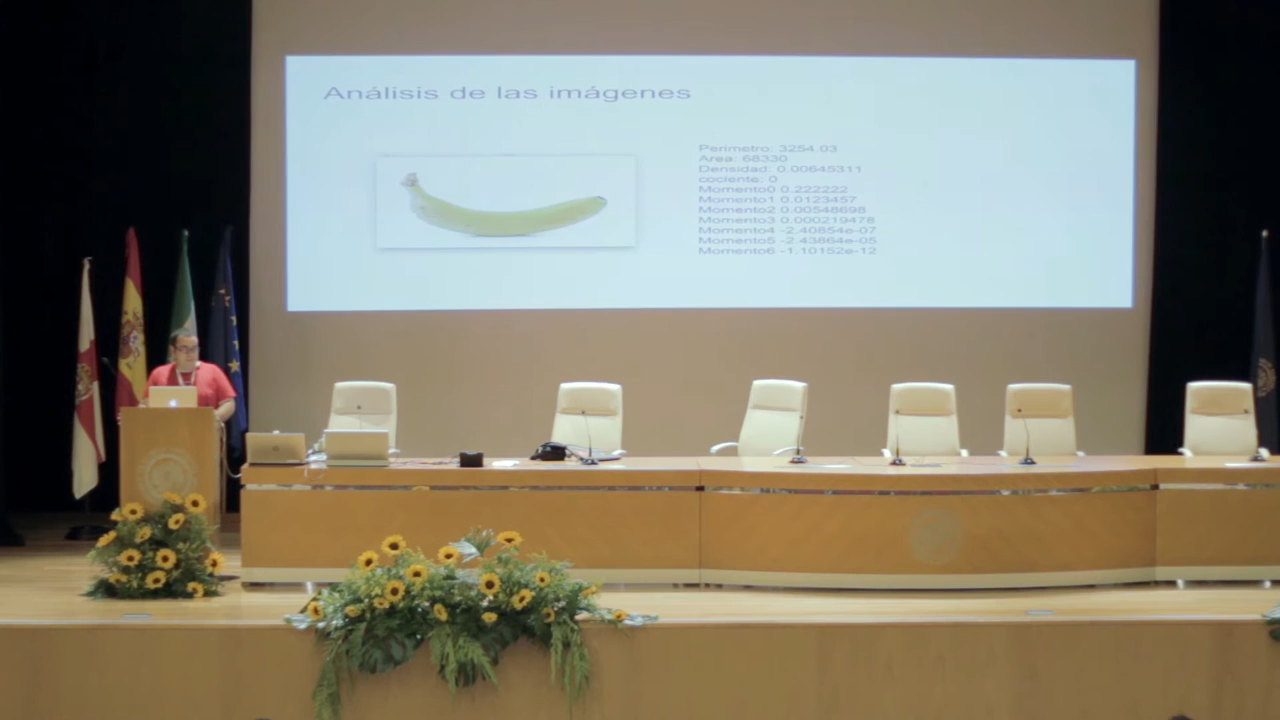 Análisis de las imágenes
Perímetro: 3254.03
Area: 68330
Densidad: 0.00645311
cociente: 0
Momento0 0.222222
Momento1 0.0123457
Momento2 0.00548698
Momento3 0.000219478
Momento4 -2.40854e-07
Momento5 -2.43864e-05
Momento6 -1.10152e-12